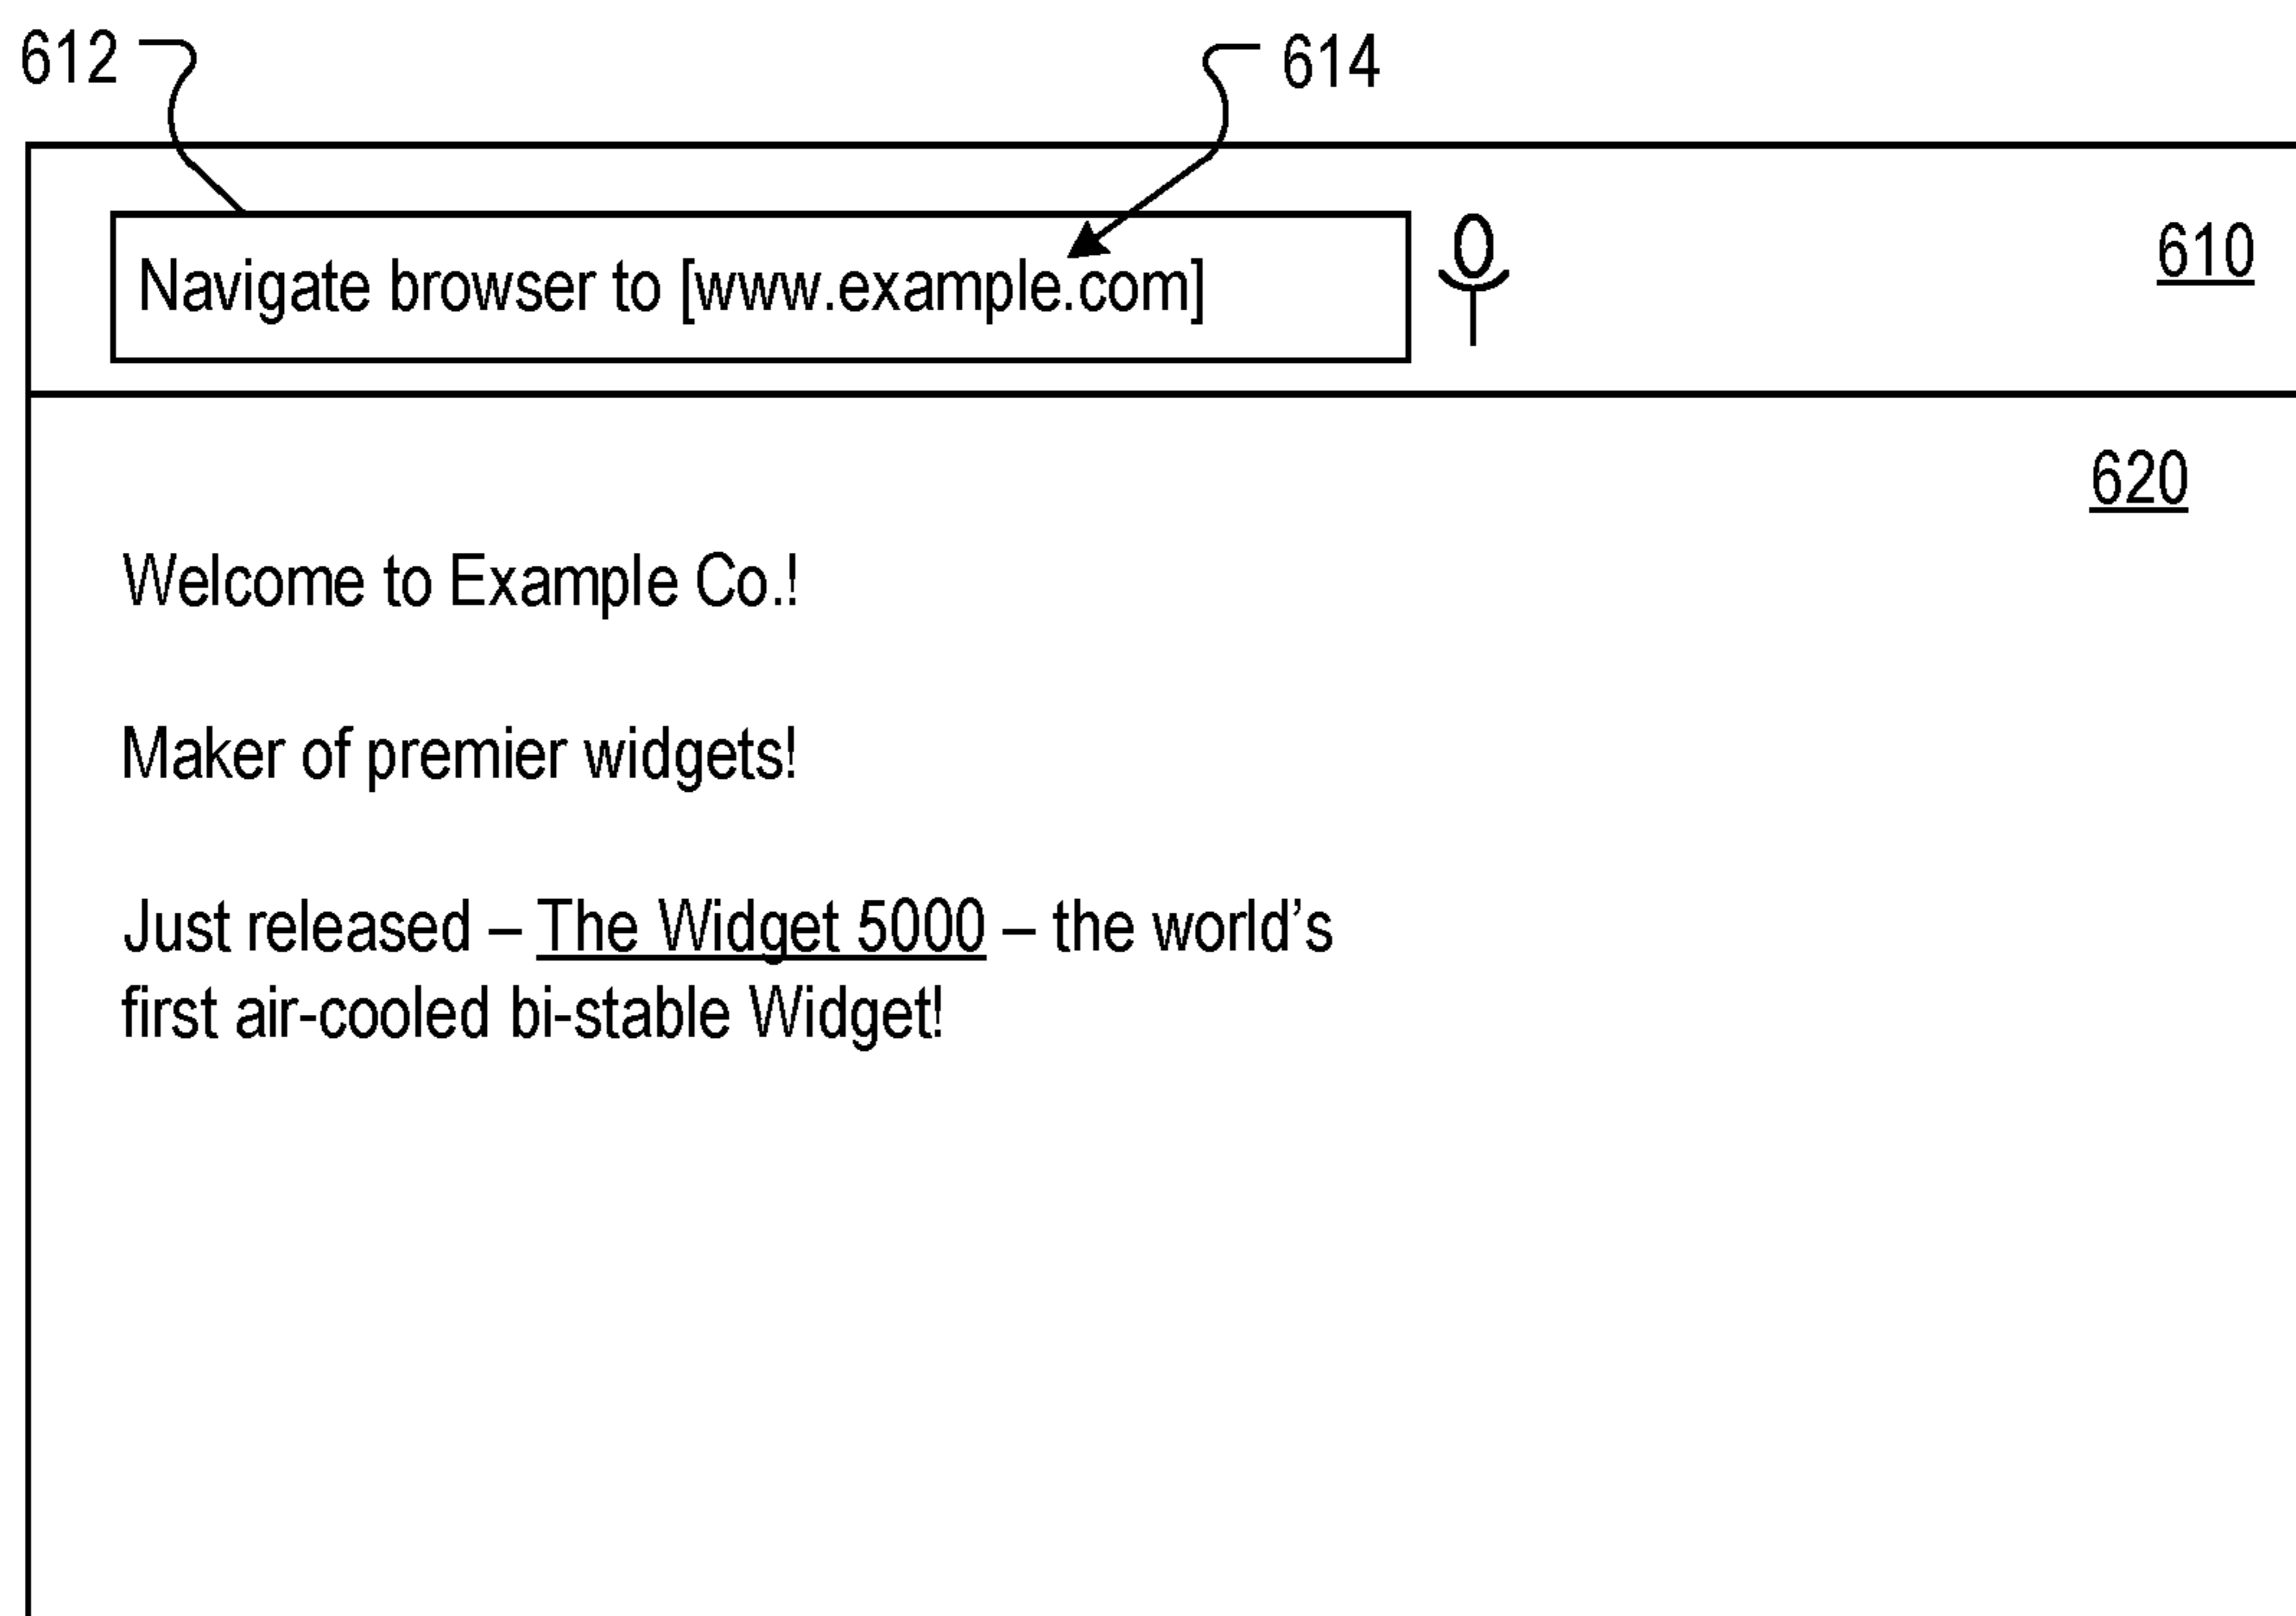 612
614
Navigate browser to [www.example.com]
610
620
Welcome to Example Co.!
Maker of premier widgets!
Just released – The Widget 5000 – the world’s
first air-cooled bi-stable Widget!